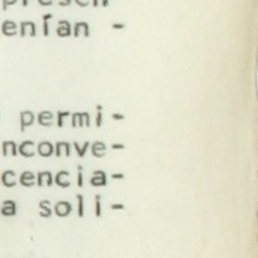 enían -
permi-
nconve-
cencia-
a soli-